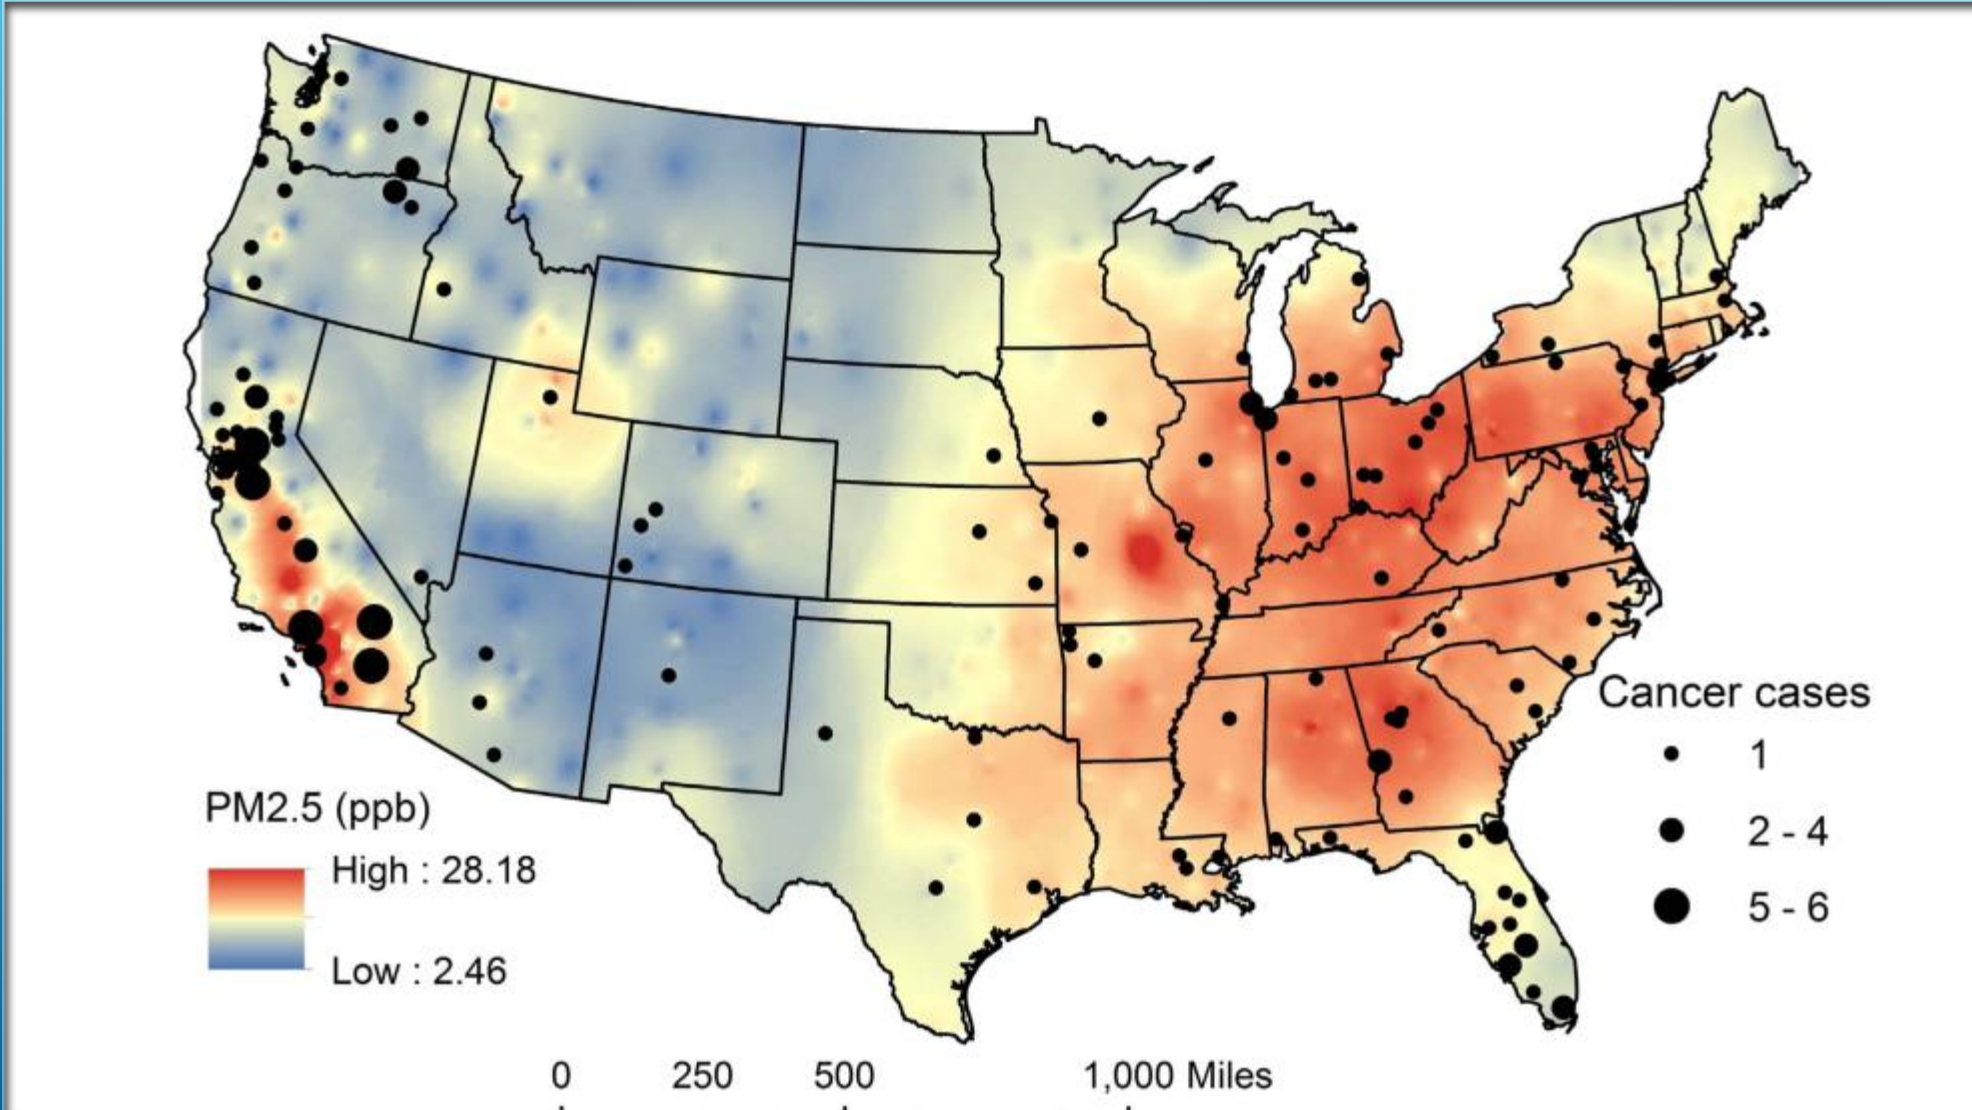 Cancer cases
1
2 - 4
5 - 6
PM2.5 (ppb)
High : 28.18
Low : 2.46
0 250 500 1,000 Miles